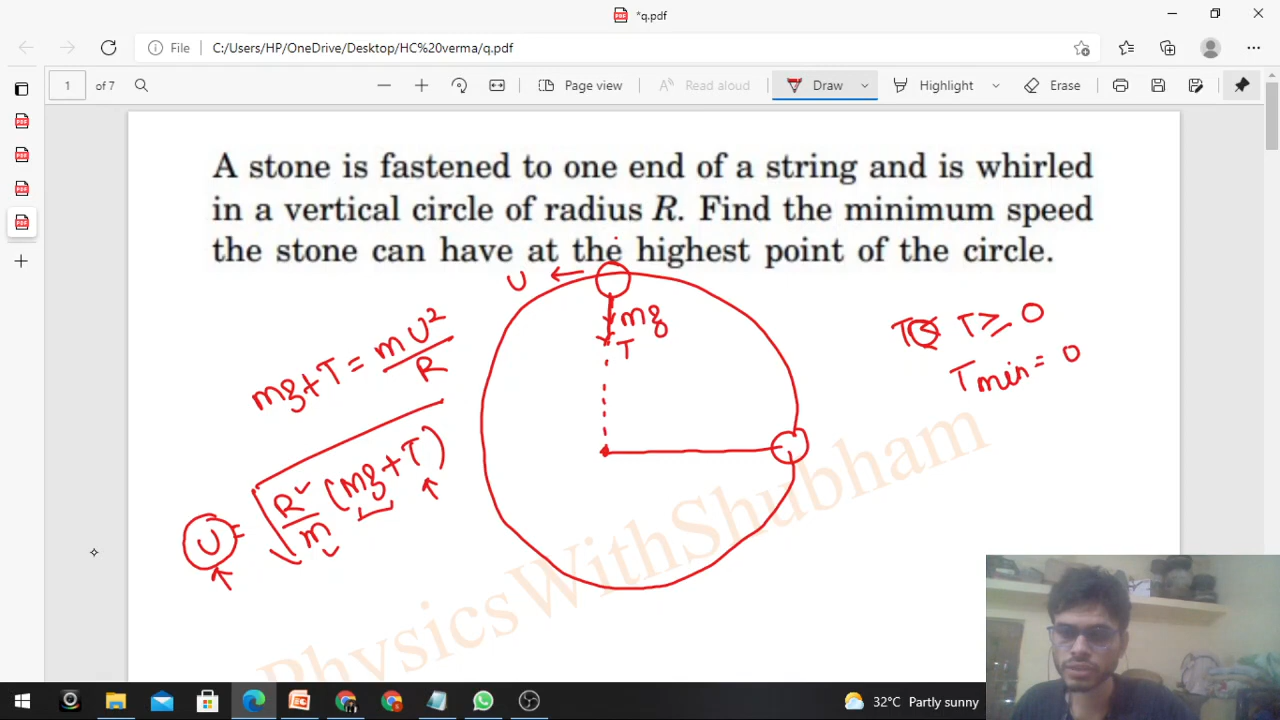 *q.pdf
File C:/Users/HP/OneDrive/Desktop/HC%20verma/q.pdf
1 of 7 Page view Read aloud Draw Highlight Erase
A stone is fastened to one end of a string and is whirled
in a vertical circle of radius R. Find the minimum speed
the stone can have at the highest point of the circle.
U
mg
T
mg+T = mU²/R
U = √(R/m (mg+T))
T ≥ 0
Tmin = 0
PhysicsWithShubham
32°C Partly sunny